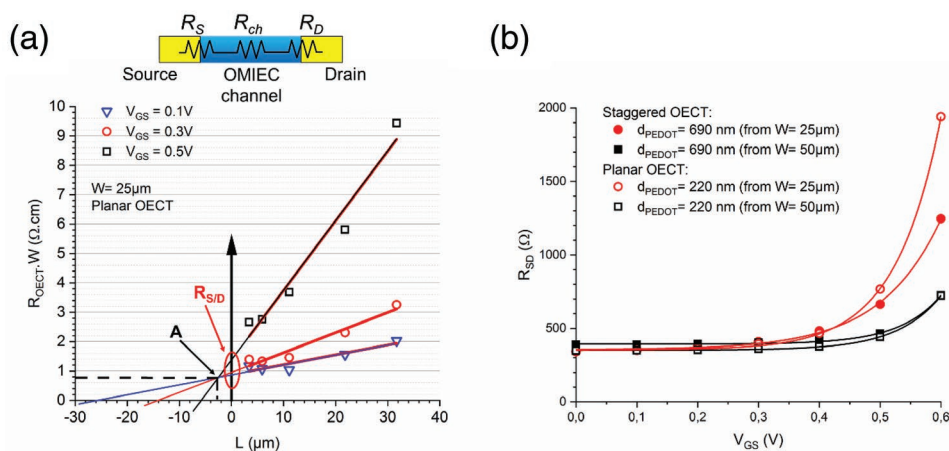 (a)
R_S R_ch R_D
Source OMIEC Drain
channel
10
9
8
7
6
5
4
3
2
1
0
R_OECT.W (Ω.cm)
V_GS = 0.1V
V_GS = 0.3V
V_GS = 0.5V
W= 25µm
Planar OECT
R_S/D
A
-30 -20 -10 0 10 20 30 40
L (µm)
(b)
2000
1500
1000
500
0
R_SD (Ω)
Staggered OECT:
d_PEDOT= 690 nm (from W= 25µm)
d_PEDOT= 690 nm (from W= 50µm)
Planar OECT:
d_PEDOT= 220 nm (from W= 25µm)
d_PEDOT= 220 nm (from W= 50µm)
0,0 0,1 0,2 0,3 0,4 0,5 0,6
V_GS (V)